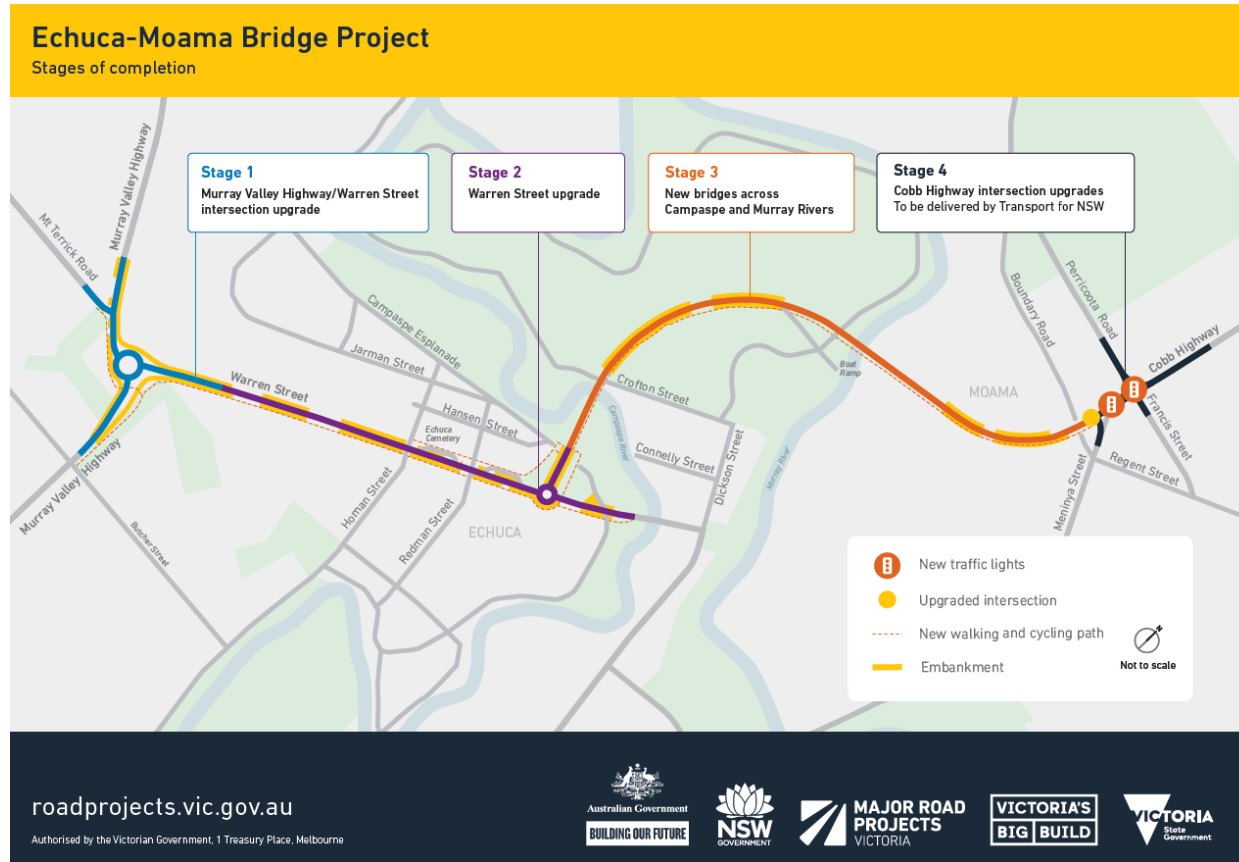 Echuca-Moama Bridge Project
Stages of completion
Stage 1
Murray Valley Highway/Warren Street
intersection upgrade
Stage 2
Warren Street upgrade
Stage 3
New bridges across
Campaspe and Murray Rivers
Stage 4
Cobb Highway intersection upgrades
To be delivered by Transport for NSW
Murray Valley Highway
Mt Terrick Road
Warren Street
Murray Valley Highway
Butcher Street
Campaspe Esplanade
Jarman Street
Hansen Street
Echuca
Cemetery
Homan Street
Redman Street
ECHUCA
Crofton Street
Campaspe River
Connelly Street
Dickson Street
Murray River
Boat
Ramp
MOAMA
Boundary Road
Perricoota Road
Cobb Highway
Francis Street
Regent Street
Meninya Street
New traffic lights
Upgraded intersection
New walking and cycling path
Embankment
N
Not to scale
roadprojects.vic.gov.au
Authorised by the Victorian Government, 1 Treasury Place, Melbourne
Australian Government
BUILDING OUR FUTURE
NSW
GOVERNMENT
MAJOR ROAD
PROJECTS
VICTORIA
VICTORIA'S
BIG BUILD
VICTORIA
State
Government